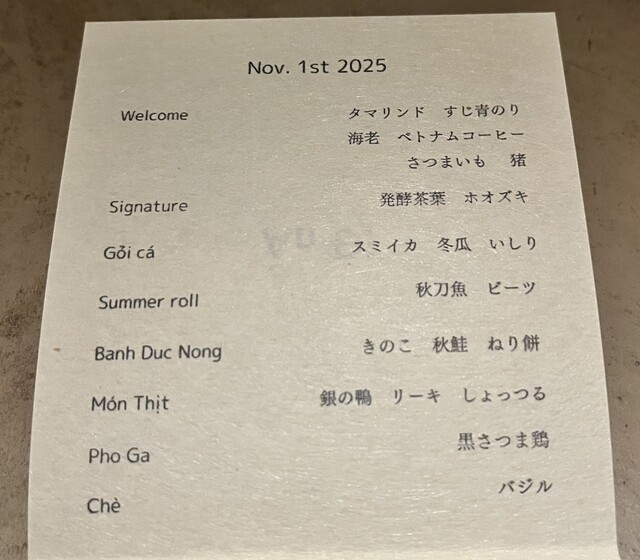 Nov. 1st 2025
Welcome タマリンド すじ青のり
海老 ベトナムコーヒー
さつまいも 猪
Signature 発酵茶葉 ホオズキ
Gỏi cá スミイカ 冬瓜 いしり
Summer roll 秋刀魚 ビーツ
Banh Duc Nong きのこ 秋鮭 ねり餅
Món Thịt 銀の鴨 リーキ しょっつる
Pho Ga 黒さつま鶏
Chè バジル